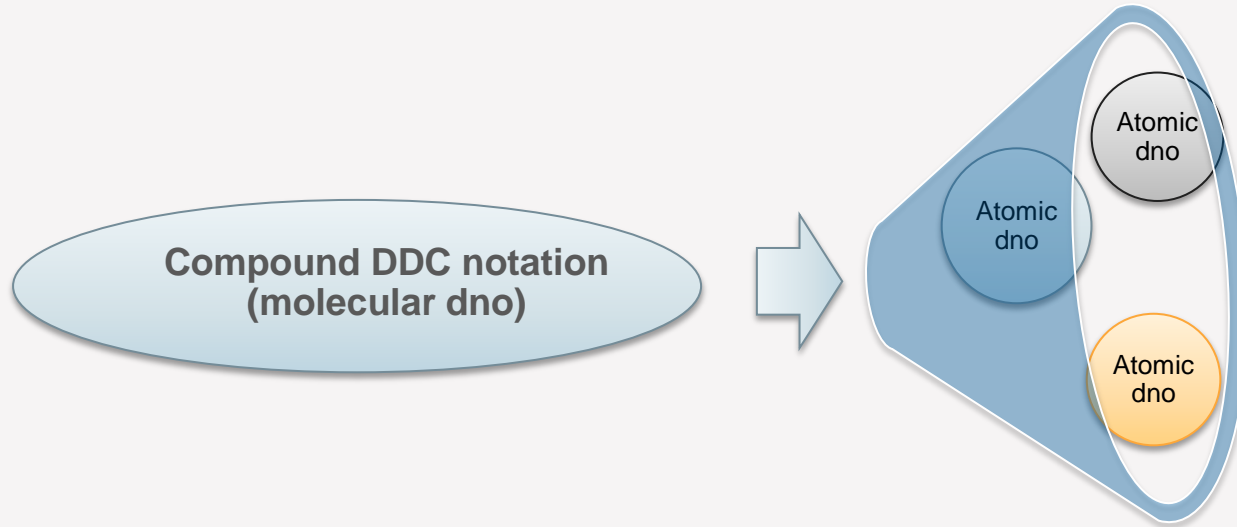 Compound DDC notation
(molecular dno)
Atomic
dno
Atomic
dno
Atomic
dno